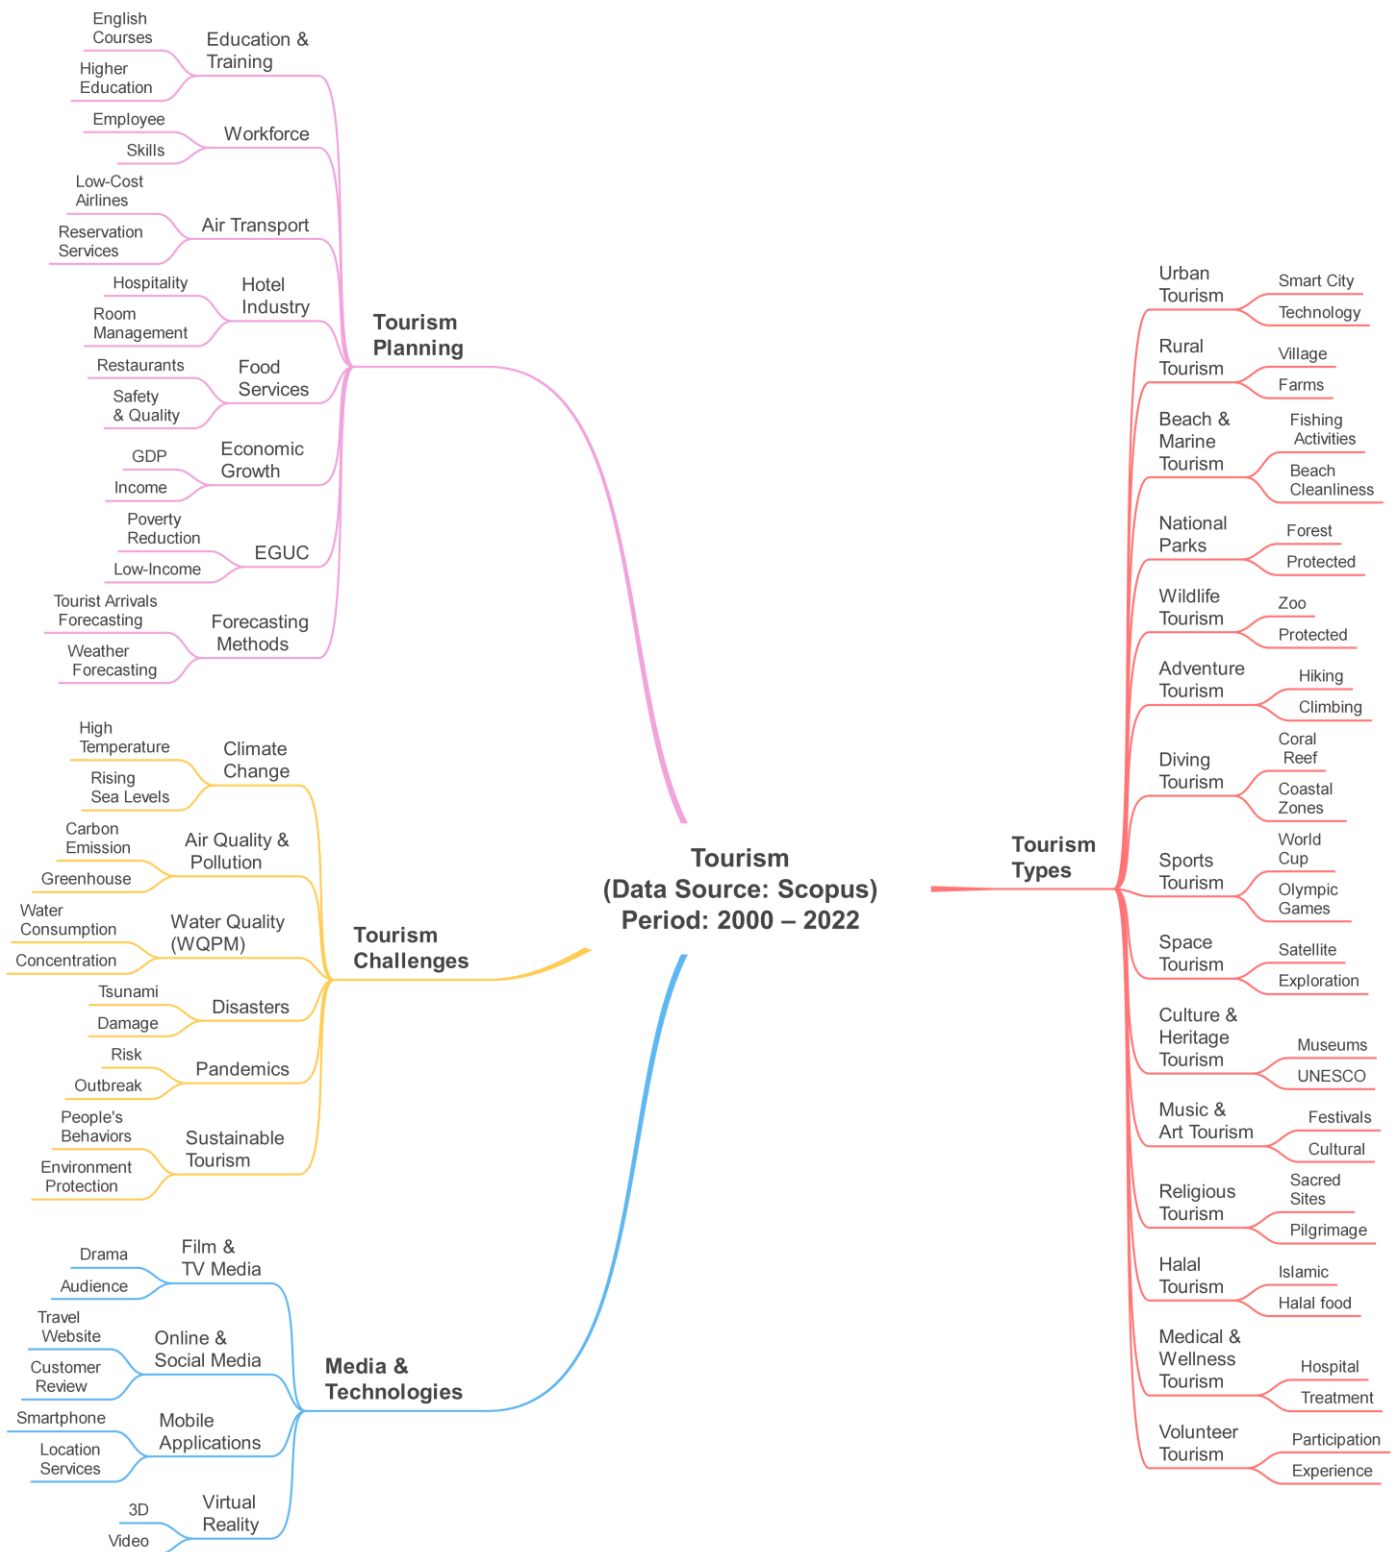 Tourism
(Data Source: Scopus)
Period: 2000 – 2022
Tourism
Planning
Education &
Training
English
Courses
Higher
Education
Workforce
Employee
Skills
Air Transport
Low-Cost
Airlines
Reservation
Services
Hotel
Industry
Hospitality
Room
Management
Food
Services
Restaurants
Safety
& Quality
Economic
Growth
GDP
Income
EGUC
Poverty
Reduction
Low-Income
Forecasting
Methods
Tourist Arrivals
Forecasting
Weather
Forecasting
Tourism
Challenges
Climate
Change
High
Temperature
Rising
Sea Levels
Air Quality &
Pollution
Carbon
Emission
Greenhouse
Water Quality
(WQPM)
Water
Consumption
Concentration
Disasters
Tsunami
Damage
Pandemics
Risk
Outbreak
Sustainable
Tourism
People's
Behaviors
Environment
Protection
Media &
Technologies
Film &
TV Media
Drama
Audience
Online &
Social Media
Travel
Website
Customer
Review
Mobile
Applications
Smartphone
Location
Services
Virtual
Reality
3D
Video
Tourism
Types
Urban
Tourism
Smart City
Technology
Rural
Tourism
Village
Farms
Beach &
Marine
Tourism
Fishing
Activities
Beach
Cleanliness
National
Parks
Forest
Protected
Wildlife
Tourism
Zoo
Protected
Adventure
Tourism
Hiking
Climbing
Diving
Tourism
Coral
Reef
Coastal
Zones
Sports
Tourism
World
Cup
Olympic
Games
Space
Tourism
Satellite
Exploration
Culture &
Heritage
Tourism
Museums
UNESCO
Music &
Art Tourism
Festivals
Cultural
Religious
Tourism
Sacred
Sites
Pilgrimage
Halal
Tourism
Islamic
Halal food
Medical &
Wellness
Tourism
Hospital
Treatment
Volunteer
Tourism
Participation
Experience